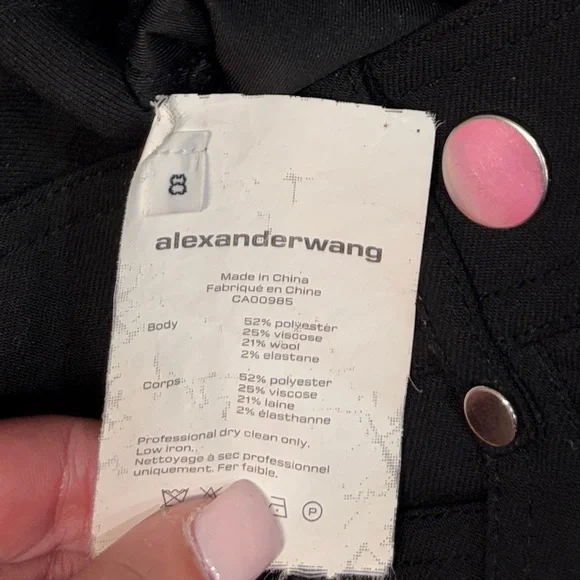 8
alexanderwang
Made in China
Fabriqué en Chine
CA00985
Body
52% polyester
25% viscose
21% wool
2% elastane
Corps
52% polyester
25% viscose
21% laine
2% élasthanne
Professional dry clean only.
Low iron.
Nettoyage à sec professionnel
uniquement. Fer faible.
P